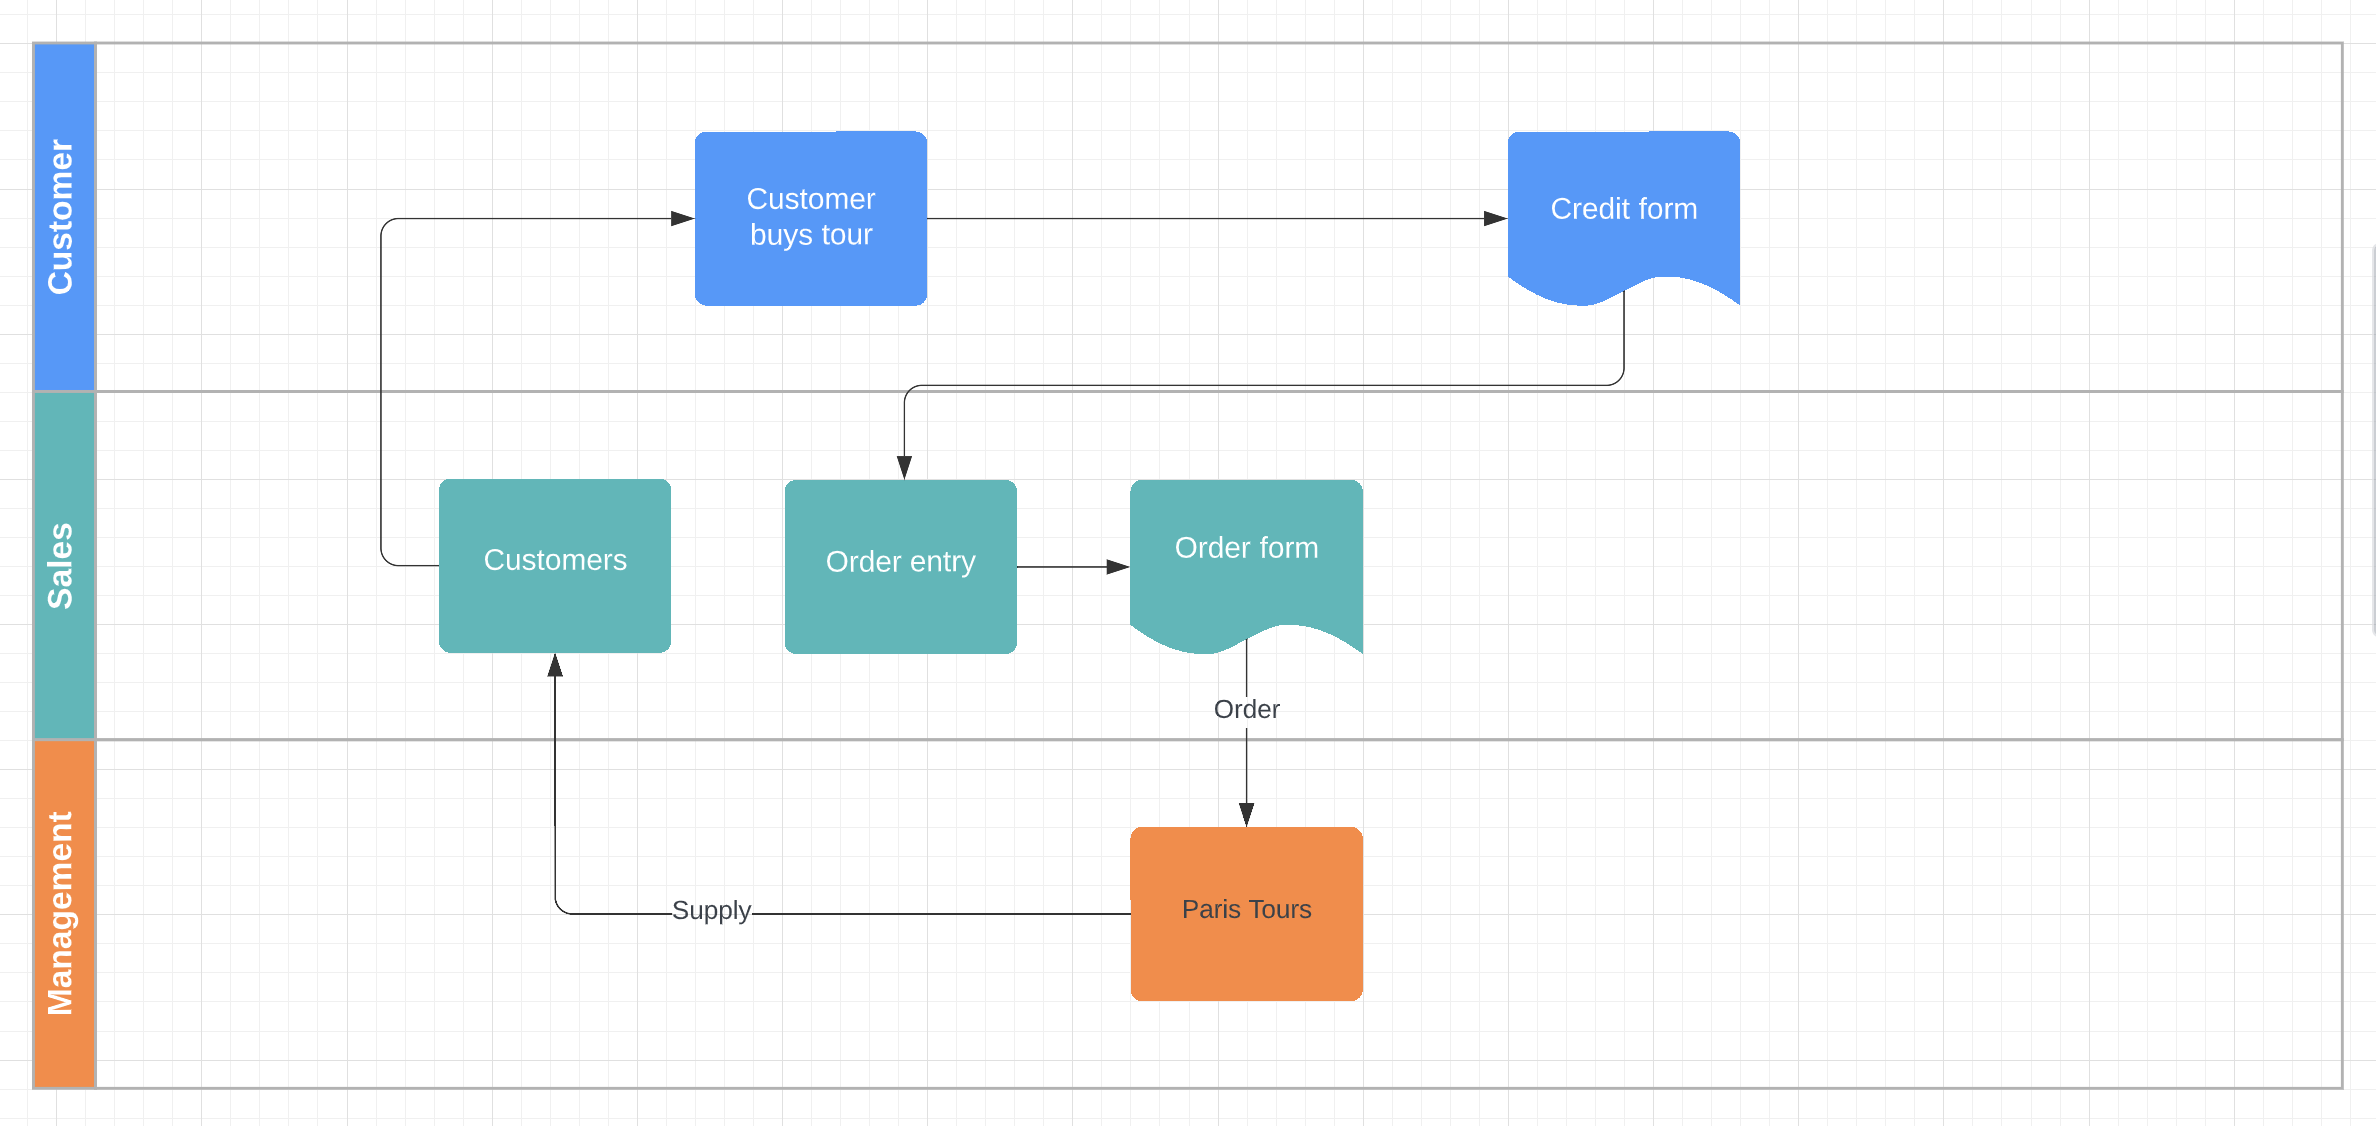 Customer
Customer
buys tour
Credit form
Sales
Customers
Order entry
Order form
Order
Management
Supply
Paris Tours